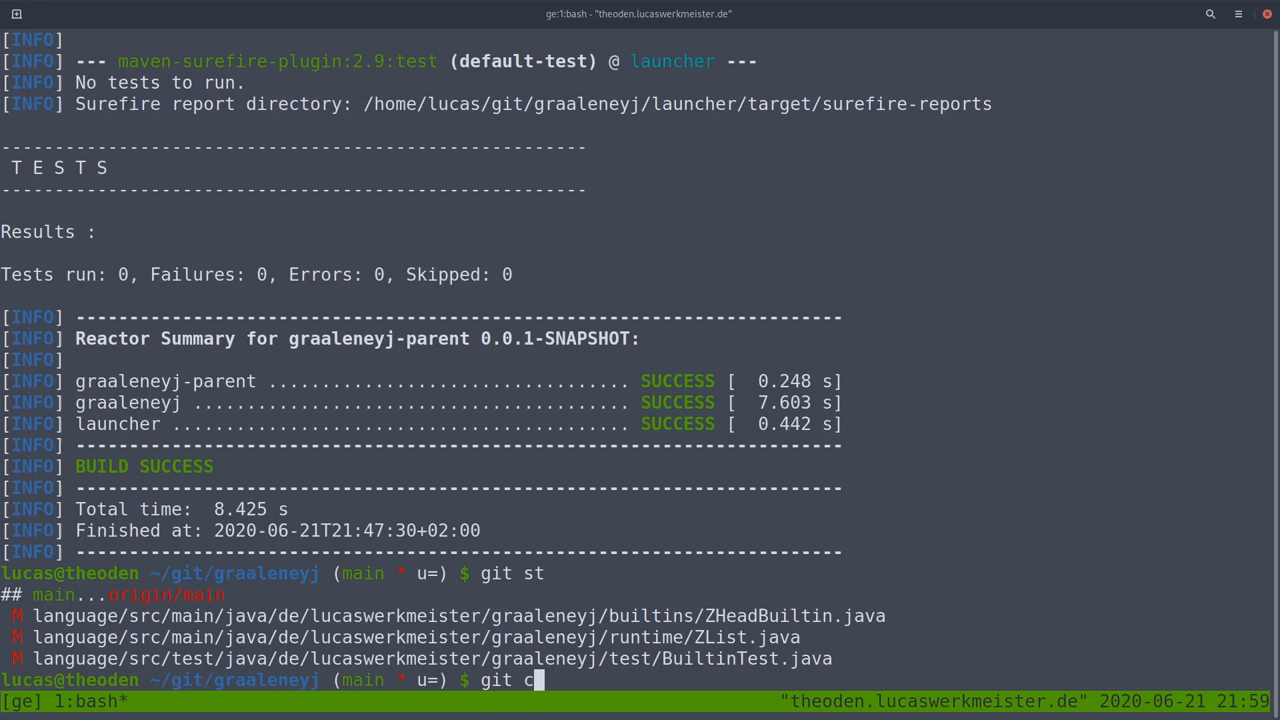 ge:1:bash - "theoden.lucaswerkmeister.de"
[INFO]
[INFO] --- maven-surefire-plugin:2.9:test (default-test) @ launcher ---
[INFO] No tests to run.
[INFO] Surefire report directory: /home/lucas/git/graaleneyj/launcher/target/surefire-reports
-------------------------------------------------------
 T E S T S
-------------------------------------------------------
Results :
Tests run: 0, Failures: 0, Errors: 0, Skipped: 0
[INFO] ------------------------------------------------------------------------
[INFO] Reactor Summary for graaleneyj-parent 0.0.1-SNAPSHOT:
[INFO]
[INFO] graaleneyj-parent .................................. SUCCESS [  0.248 s]
[INFO] graaleneyj ......................................... SUCCESS [  7.603 s]
[INFO] launcher ........................................... SUCCESS [  0.442 s]
[INFO] ------------------------------------------------------------------------
[INFO] BUILD SUCCESS
[INFO] ------------------------------------------------------------------------
[INFO] Total time:  8.425 s
[INFO] Finished at: 2020-06-21T21:47:30+02:00
[INFO] ------------------------------------------------------------------------
lucas@theoden ~/git/graaleneyj (main * u=) $ git st
## main...origin/main
 M language/src/main/java/de/lucaswerkmeister/graaleneyj/builtins/ZHeadBuiltin.java
 M language/src/main/java/de/lucaswerkmeister/graaleneyj/runtime/ZList.java
 M language/src/test/java/de/lucaswerkmeister/graaleneyj/test/BuiltinTest.java
lucas@theoden ~/git/graaleneyj (main * u=) $ git c
[ge] 1:bash* "theoden.lucaswerkmeister.de" 2020-06-21 21:59